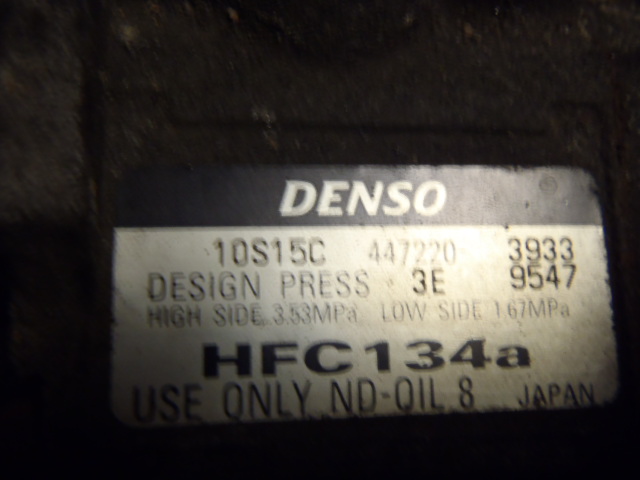 DENSO
10S15C 447220 3933
DESIGN PRESS 3E 9547
HIGH SIDE 3.53MPa LOW SIDE 1.67MPa
HFC134a
USE ONLY ND-OIL 8 JAPAN